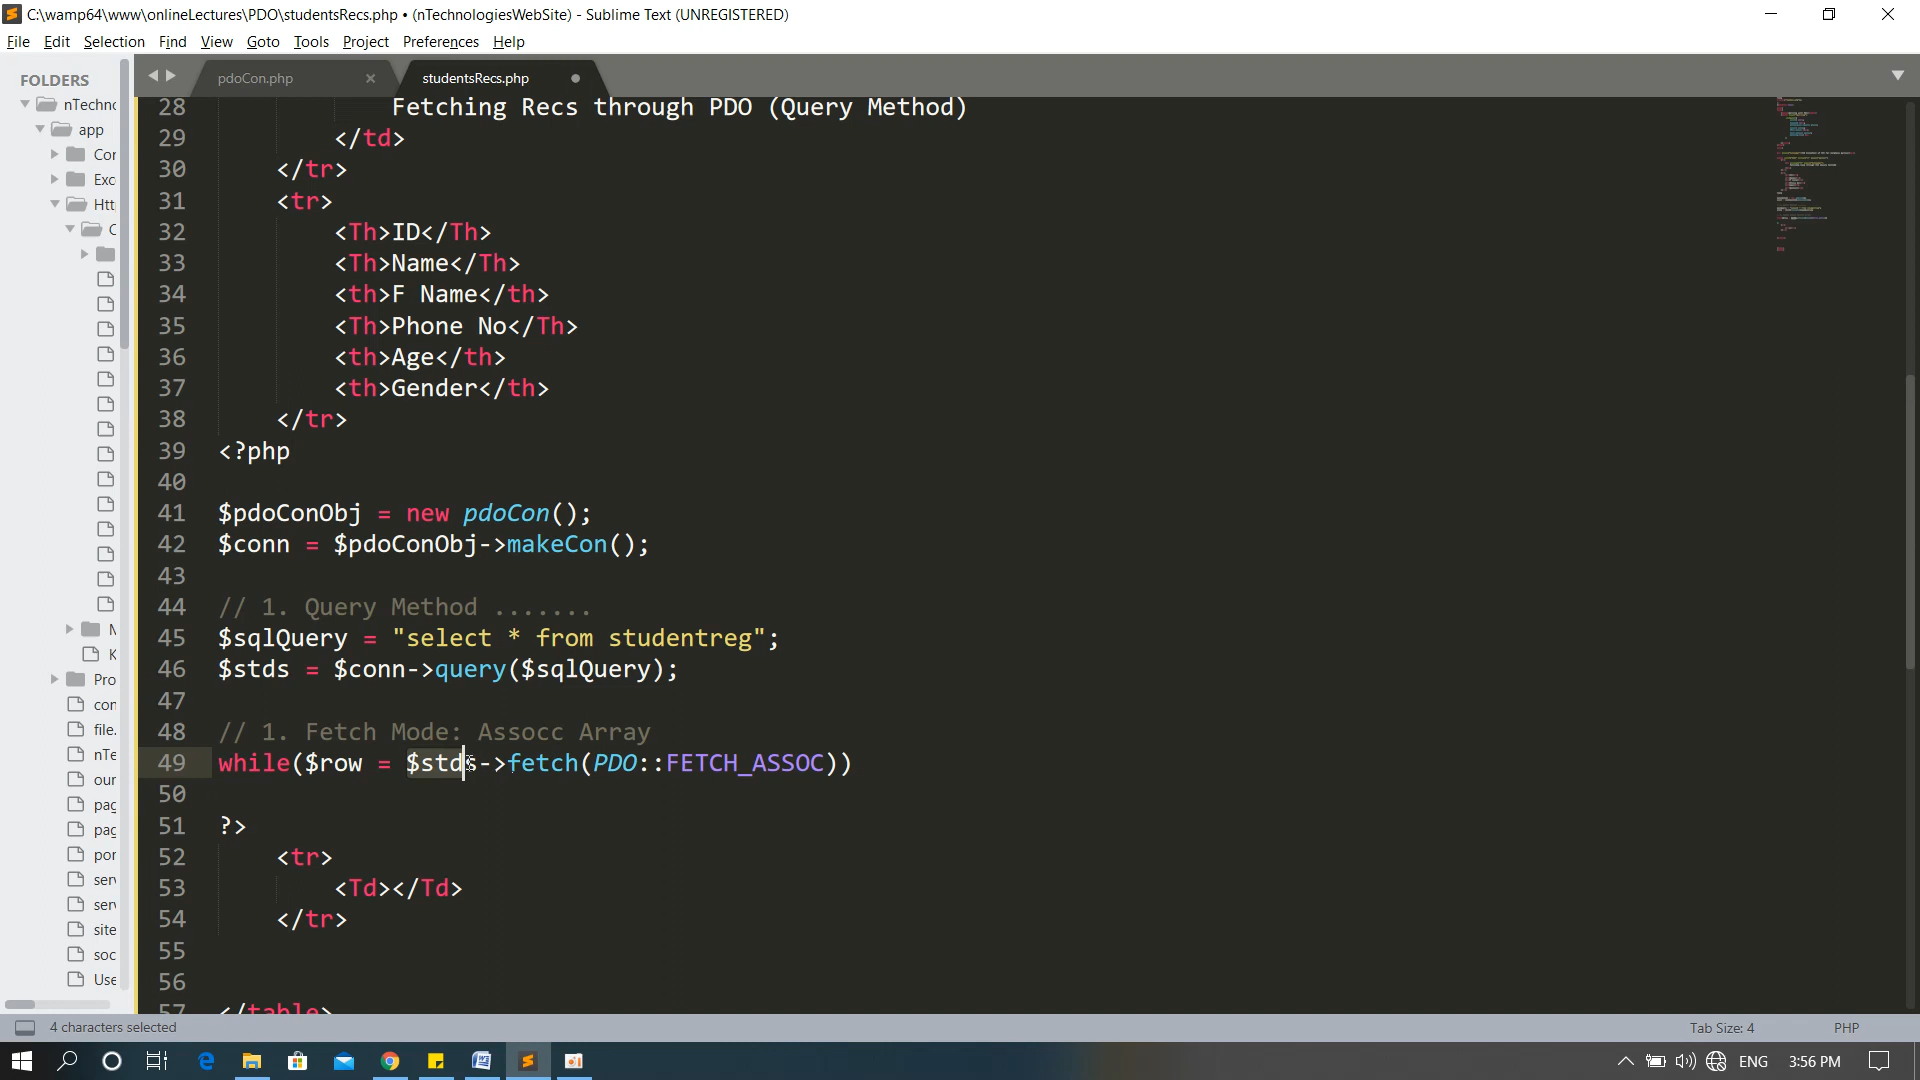 C:\wamp64\www\onlineLectures\PDO\studentsRecs.php • (nTechnologiesWebSite) - Sublime Text (UNREGISTERED)
File Edit Selection Find View Goto Tools Project Preferences Help
FOLDERS
nTechno
app
Cor
Exc
Htt
C
M
K
Pro
con
file.
nTe
our
pag
pag
por
serv
serv
site
soc
Use
pdoCon.php
studentsRecs.php
28 Fetching Recs through PDO (Query Method)
29 </td>
30 </tr>
31 <tr>
32 <Th>ID</Th>
33 <Th>Name</Th>
34 <th>F Name</th>
35 <Th>Phone No</Th>
36 <th>Age</th>
37 <th>Gender</th>
38 </tr>
39 <?php
40
41 $pdoConObj = new pdoCon();
42 $conn = $pdoConObj->makeCon();
43
44 // 1. Query Method .......
45 $sqlQuery = "select * from studentreg";
46 $stds = $conn->query($sqlQuery);
47
48 // 1. Fetch Mode: Assocc Array
49 while($row = $stds->fetch(PDO::FETCH_ASSOC))
50
51 ?>
52 <tr>
53 <Td></Td>
54 </tr>
55
56
57 </table>
4 characters selected
Tab Size: 4
PHP
ENG
3:56 PM